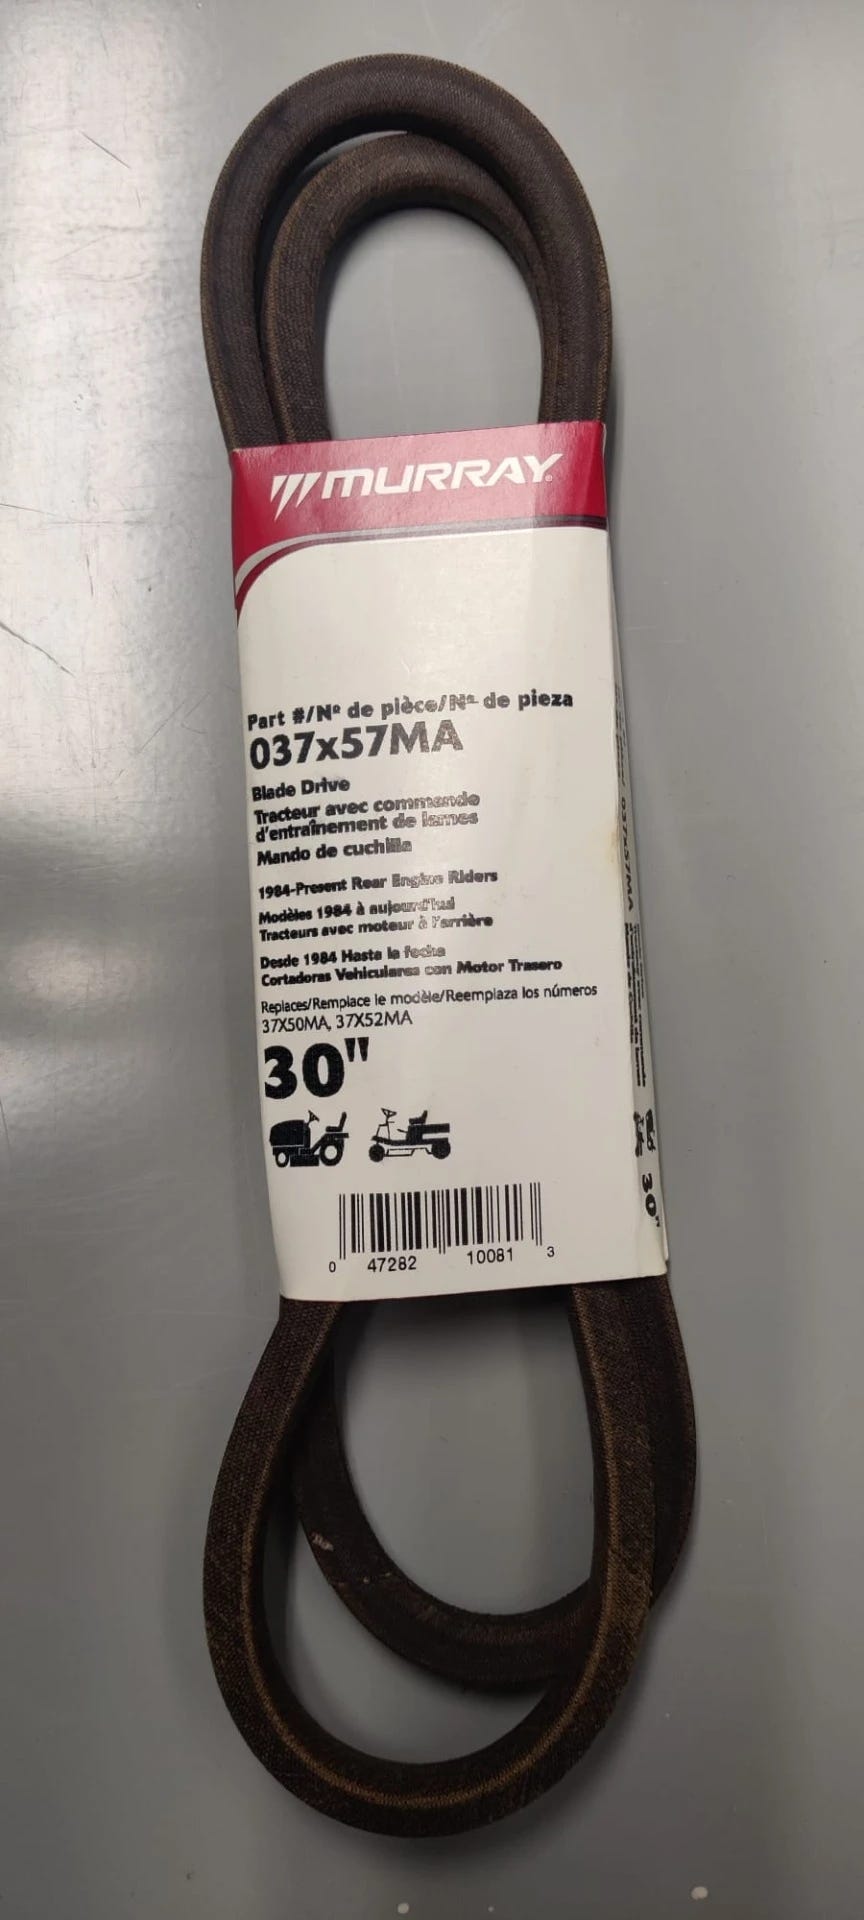 MURRAY®
Part #/Nº de pièce/Nª de pieza
037x57MA
Blade Drive
Tracteur avec commande
d'entraînement de lames
Mando de cuchilla
1984-Present Rear Engine Riders
Modèles 1984 à aujourd'hui
Tracteurs avec moteur à l'arrière
Desde 1984 Hasta la fecha
Cortadoras Vehiculares con Motor Trasero
Replaces/Remplace le modèle/Reemplaza los números
37X50MA, 37X52MA
30"
0 47282 10081 3
037x57MA
30"